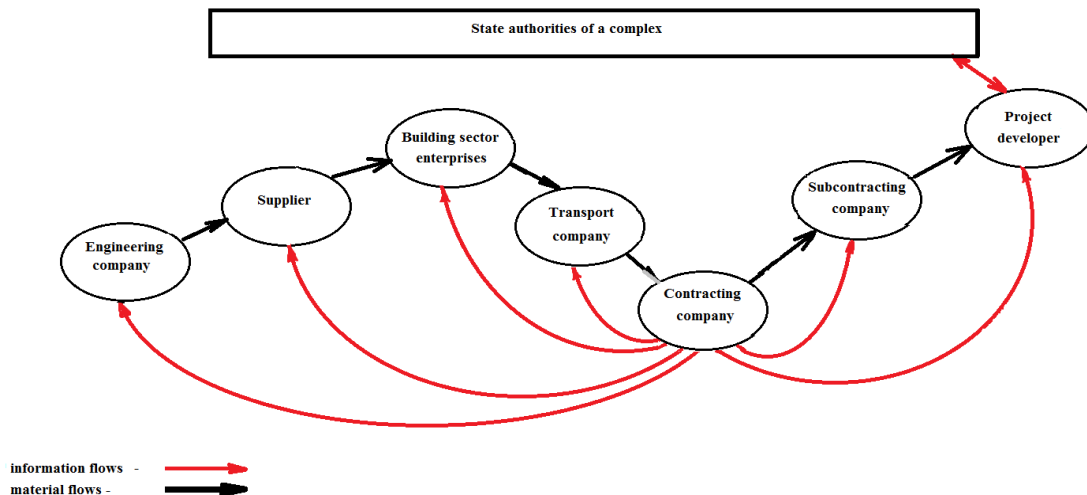 State authorities of a complex
Project
developer
Building sector
enterprises
Subcontracting
company
Supplier
Transport
company
Engineering
company
Contracting
company
information flows -
material flows -